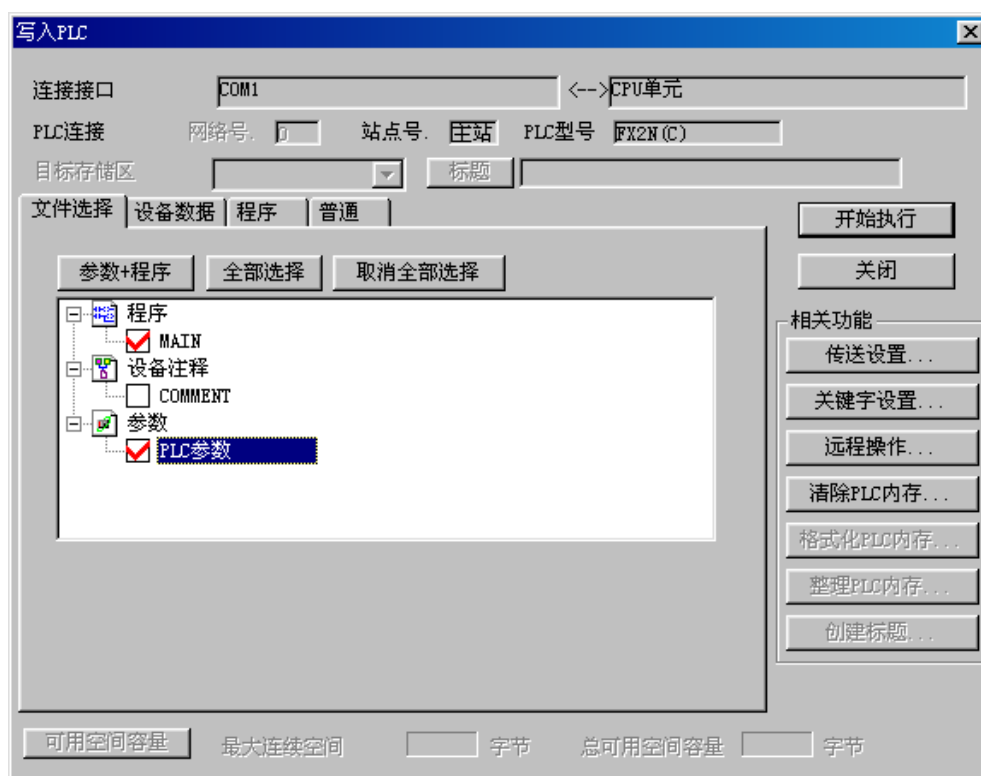 写入PLC
连接接口 COM1 <-->CPU单元
PLC连接 网络号. 0 站点号. 主站 PLC型号 FX2N(C)
目标存储区 标题
文件选择 设备数据 程序 普通
开始执行
参数+程序 全部选择 取消全部选择
关闭
程序
MAIN
设备注释
COMMENT
参数
PLC参数
相关功能
传送设置...
关键字设置...
远程操作...
清除PLC内存...
格式化PLC内存...
整理PLC内存...
创建标题...
可用空间容量 最大连续空间 字节 总可用空间容量 字节